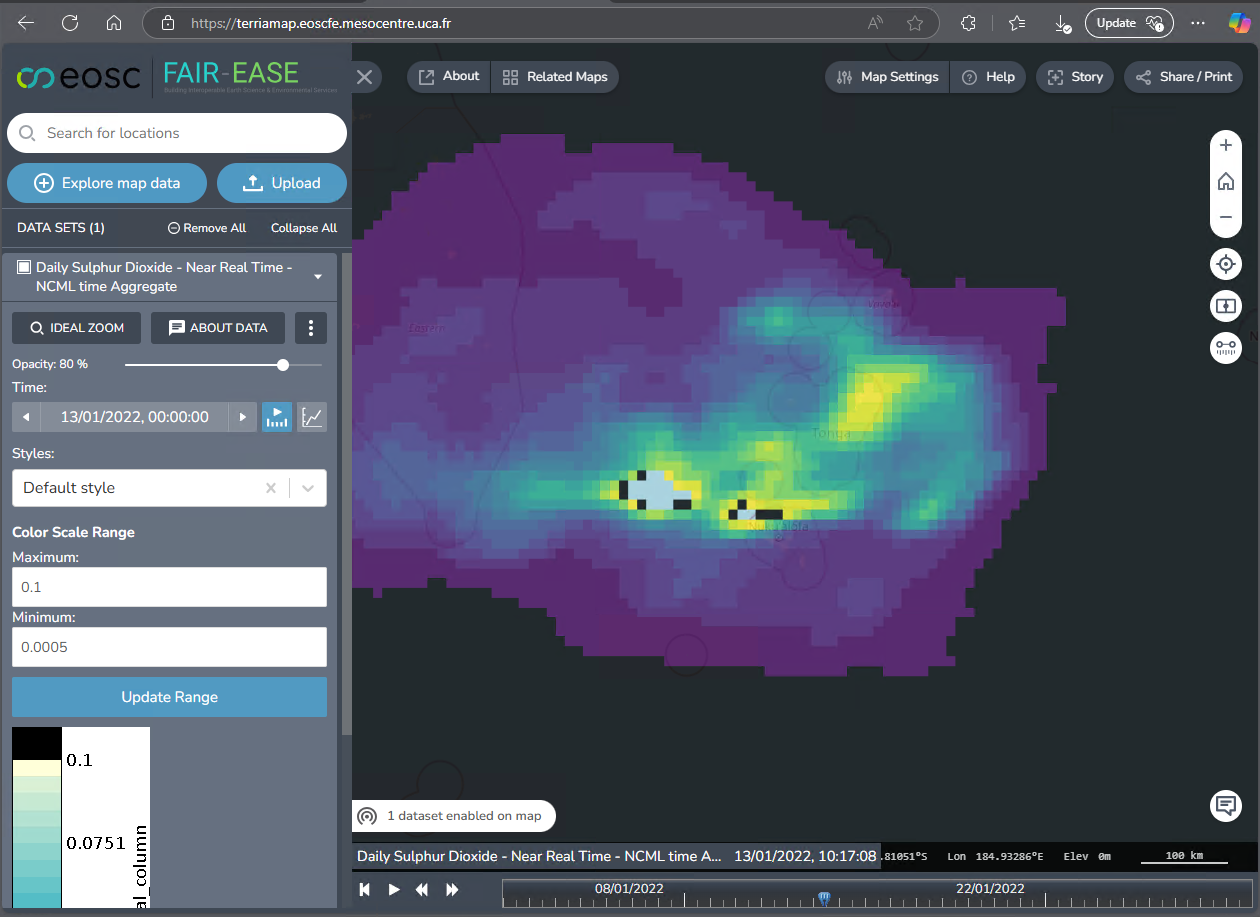 https://terriamap.eoscfe.mesocentre.uca.fr
Update
eosc
FAIR-EASE
Building Interoperable Earth Science & Environmental Services
About
Related Maps
Map Settings
Help
Story
Share / Print
Search for locations
Explore map data
Upload
DATA SETS (1)
Remove All
Collapse All
Daily Sulphur Dioxide - Near Real Time -
NCML time Aggregate
IDEAL ZOOM
ABOUT DATA
Opacity: 80 %
Time:
13/01/2022, 00:00:00
Styles:
Default style
Color Scale Range
Maximum:
0.1
Minimum:
0.0005
Update Range
0.1
0.0751
al_column
Eastern
Tonga
Nukualofa
1 dataset enabled on map
Daily Sulphur Dioxide - Near Real Time - NCML time A...
13/01/2022, 10:17:08
.81051°S
Lon 184.93286°E
Elev 0m
100 km
08/01/2022
22/01/2022